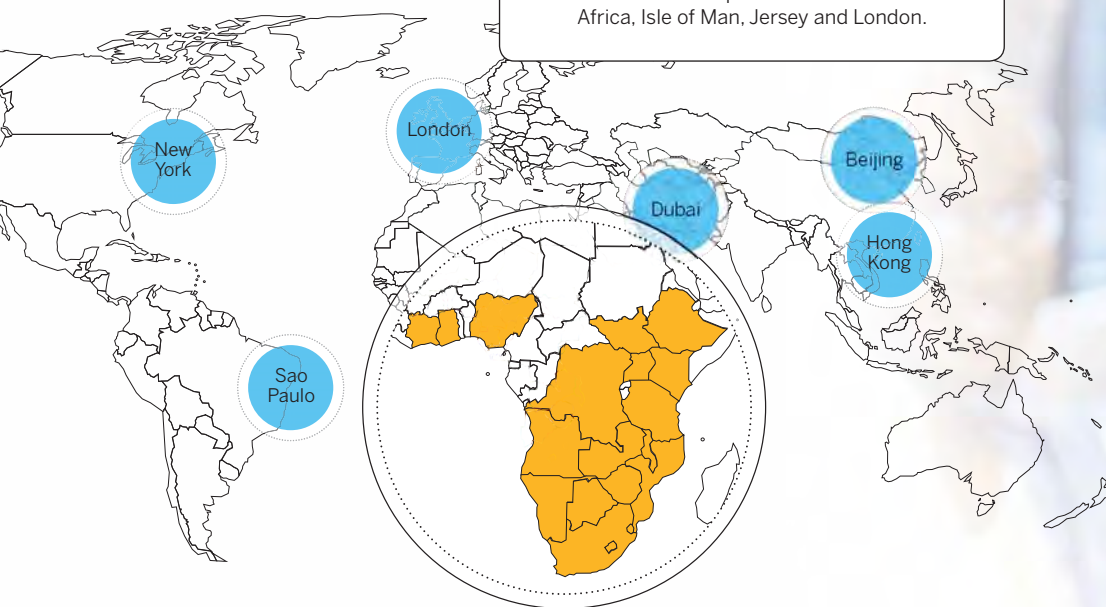 Africa, Isle of Man, Jersey and London.
New
York
London
Dubai
Beijing
Hong
Kong
Sao
Paulo